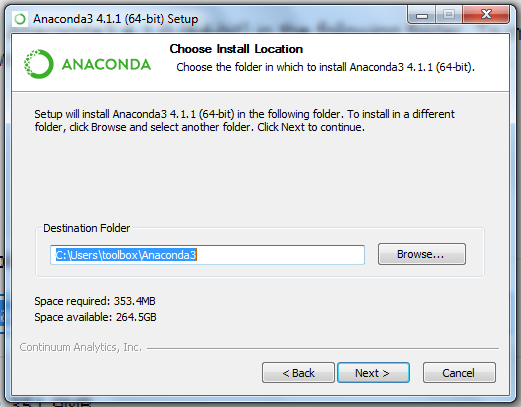 Anaconda3 4.1.1 (64-bit) Setup
ANACONDA
Choose Install Location
Choose the folder in which to install Anaconda3 4.1.1 (64-bit).
Setup will install Anaconda3 4.1.1 (64-bit) in the following folder. To install in a different
folder, click Browse and select another folder. Click Next to continue.
Destination Folder
C:\Users\toolbox\Anaconda3
Browse...
Space required: 353.4MB
Space available: 264.5GB
Continuum Analytics, Inc.
< Back
Next >
Cancel